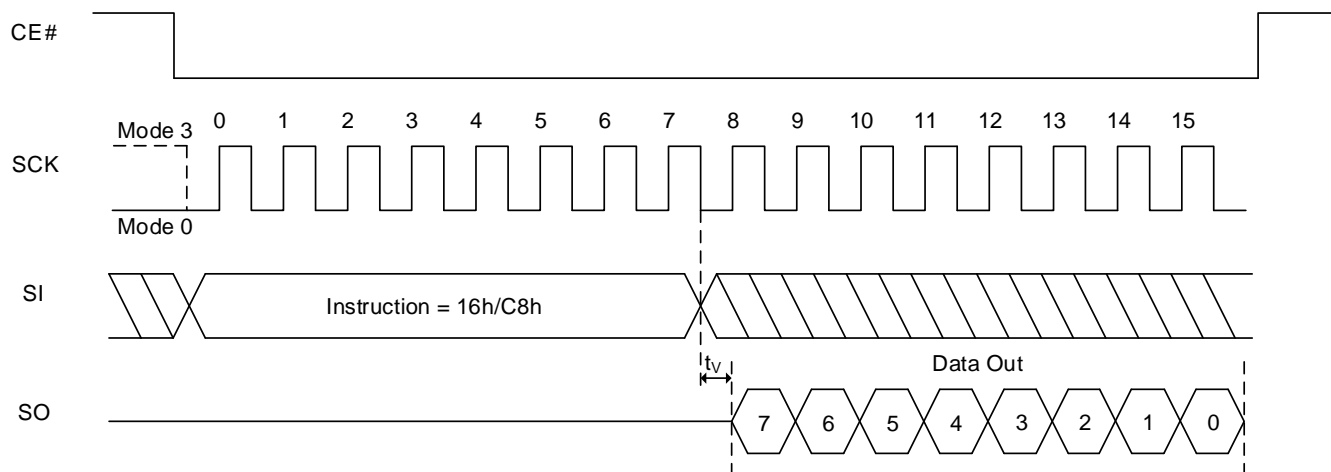 CE#
Mode 3
0 1 2 3 4 5 6 7 8 9 10 11 12 13 14 15
SCK
Mode 0
SI
Instruction = 16h/C8h
tV
Data Out
SO
7 6 5 4 3 2 1 0